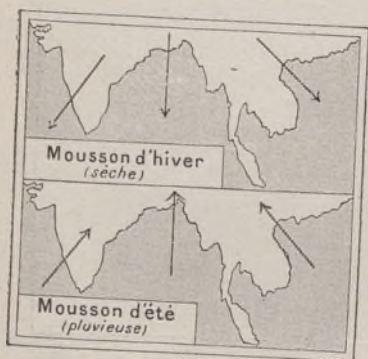 Mousson d'hiver
(sèche)
Mousson d'été
(pluvieuse)